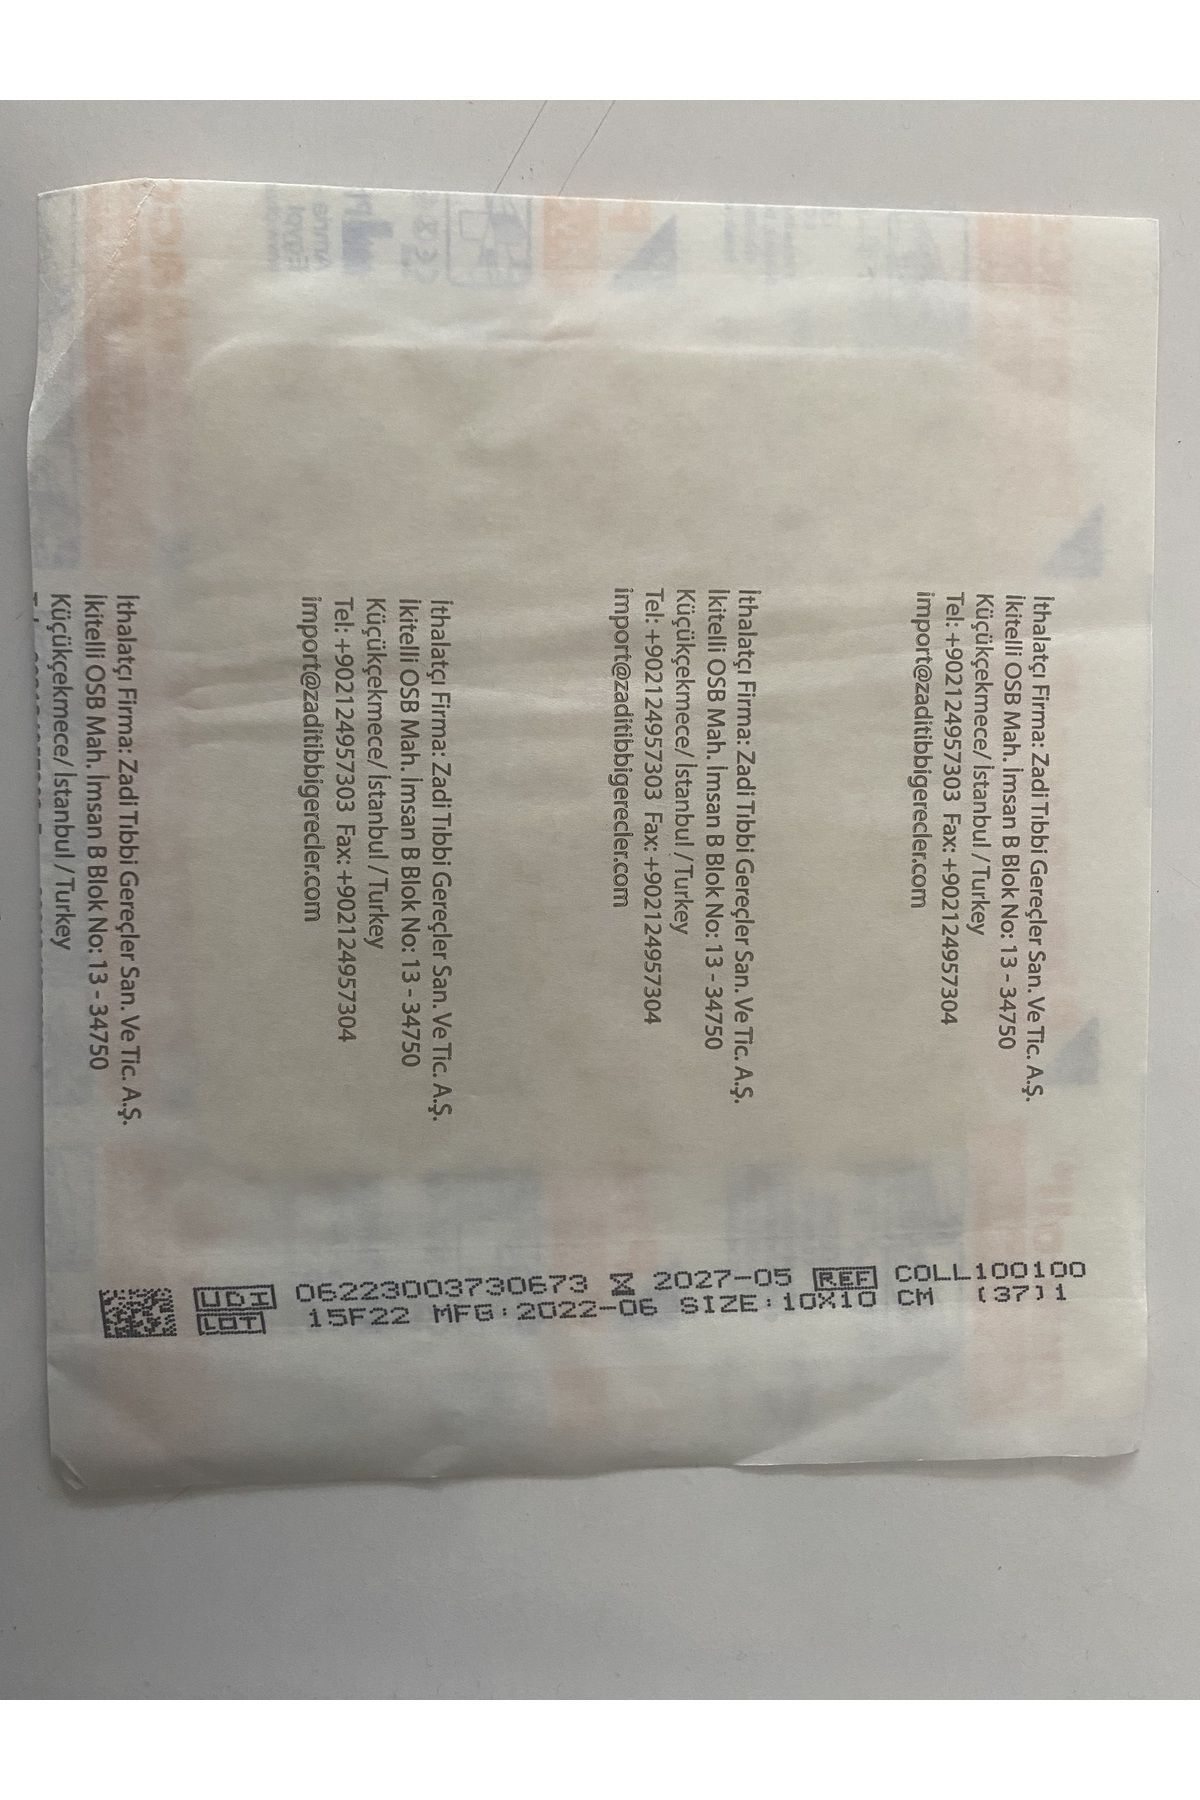 İthalatçı Firma: Zadi Tıbbi Gereçler San. Ve Tic. A.Ş.
İkitelli OSB Mah. İmsan B Blok No: 13 - 34750
Küçükçekmece/ İstanbul / Turkey
İthalatçı Firma: Zadi Tıbbi Gereçler San. Ve Tic. A.Ş.
İkitelli OSB Mah. İmsan B Blok No: 13 - 34750
Küçükçekmece/ İstanbul / Turkey
Tel: +902124957303 Fax: +902124957304
import@zaditibbigerecler.com
İthalatçı Firma: Zadi Tıbbi Gereçler San. Ve Tic. A.Ş.
İkitelli OSB Mah. İmsan B Blok No: 13 - 34750
Küçükçekmece/ İstanbul / Turkey
Tel: +902124957303 Fax: +902124957304
import@zaditibbigerecler.com
İthalatçı Firma: Zadi Tıbbi Gereçler San. Ve Tic. A.Ş.
İkitelli OSB Mah. İmsan B Blok No: 13 - 34750
Küçükçekmece/ İstanbul / Turkey
Tel: +902124957303 Fax: +902124957304
import@zaditibbigerecler.com
UDI 06223003730673 2027-05 REF COLL100100
LOT 15F22 MFG:2022-06 SIZE:10X10 CM (37)1